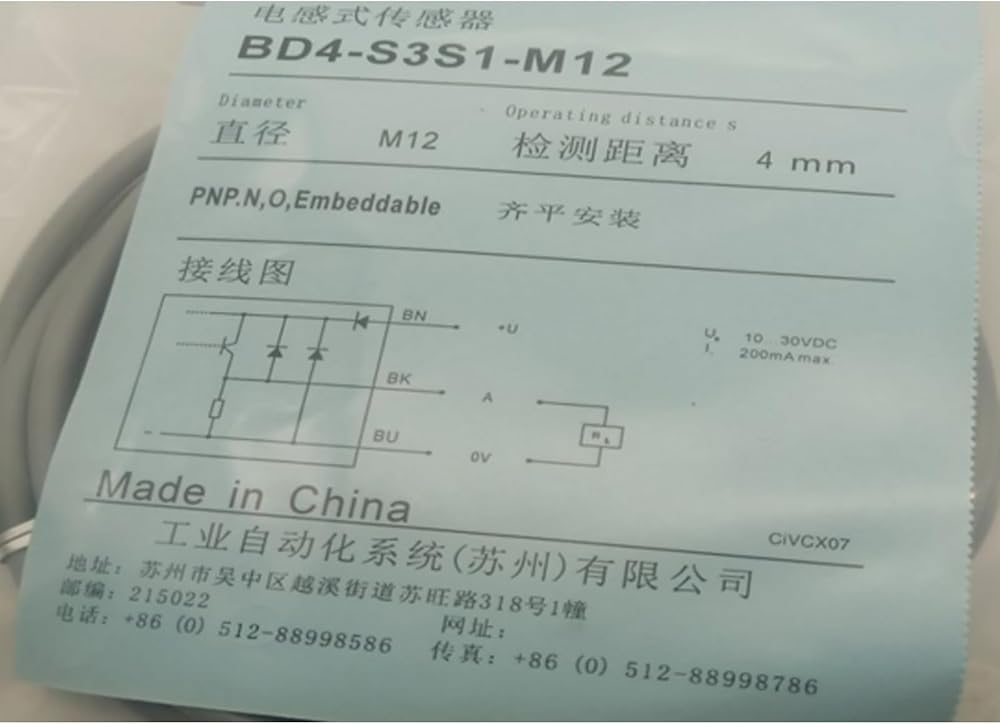 电感式传感器
BD4-S3S1-M12
Diameter Operating distance s
直径 M12 检测距离 4 mm
PNP.N,O,Embeddable 齐平安装
接线图
BN +U
10...30VDC
200mA max.
BK A
RL
BU 0V
Made in China
CiVCX07
工业自动化系统(苏州)有限公司
地址: 苏州市吴中区越溪街道苏旺路318号1幢
邮编: 215022 网址:
电话: +86 (0) 512-88998586 传真: +86 (0) 512-88998786